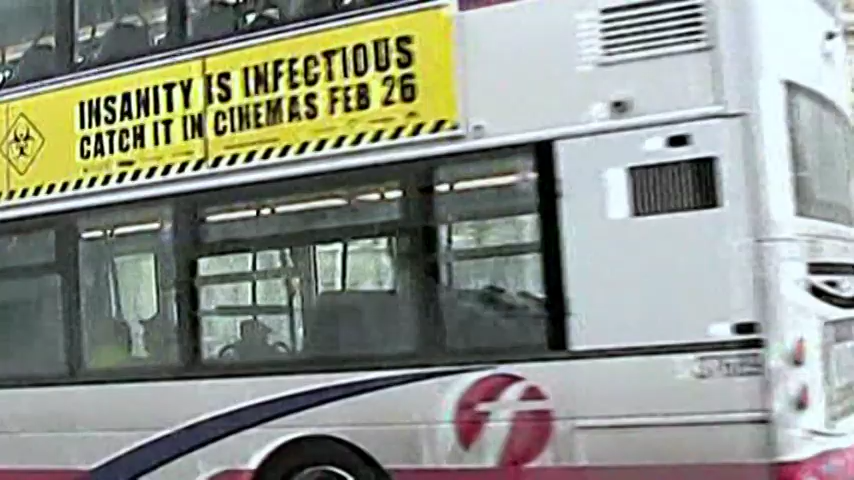 INSANITY IS INFECTIOUS
CATCH IT IN CINEMAS FEB 26